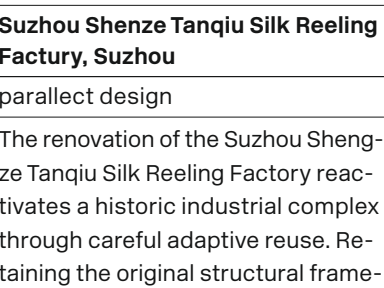 Suzhou Shenze Tanqiu Silk Reeling
Factury, Suzhou
parallect design
The renovation of the Suzhou Sheng-
ze Tanqiu Silk Reeling Factory reac-
tivates a historic industrial complex
through careful adaptive reuse. Re-
taining the original structural frame-